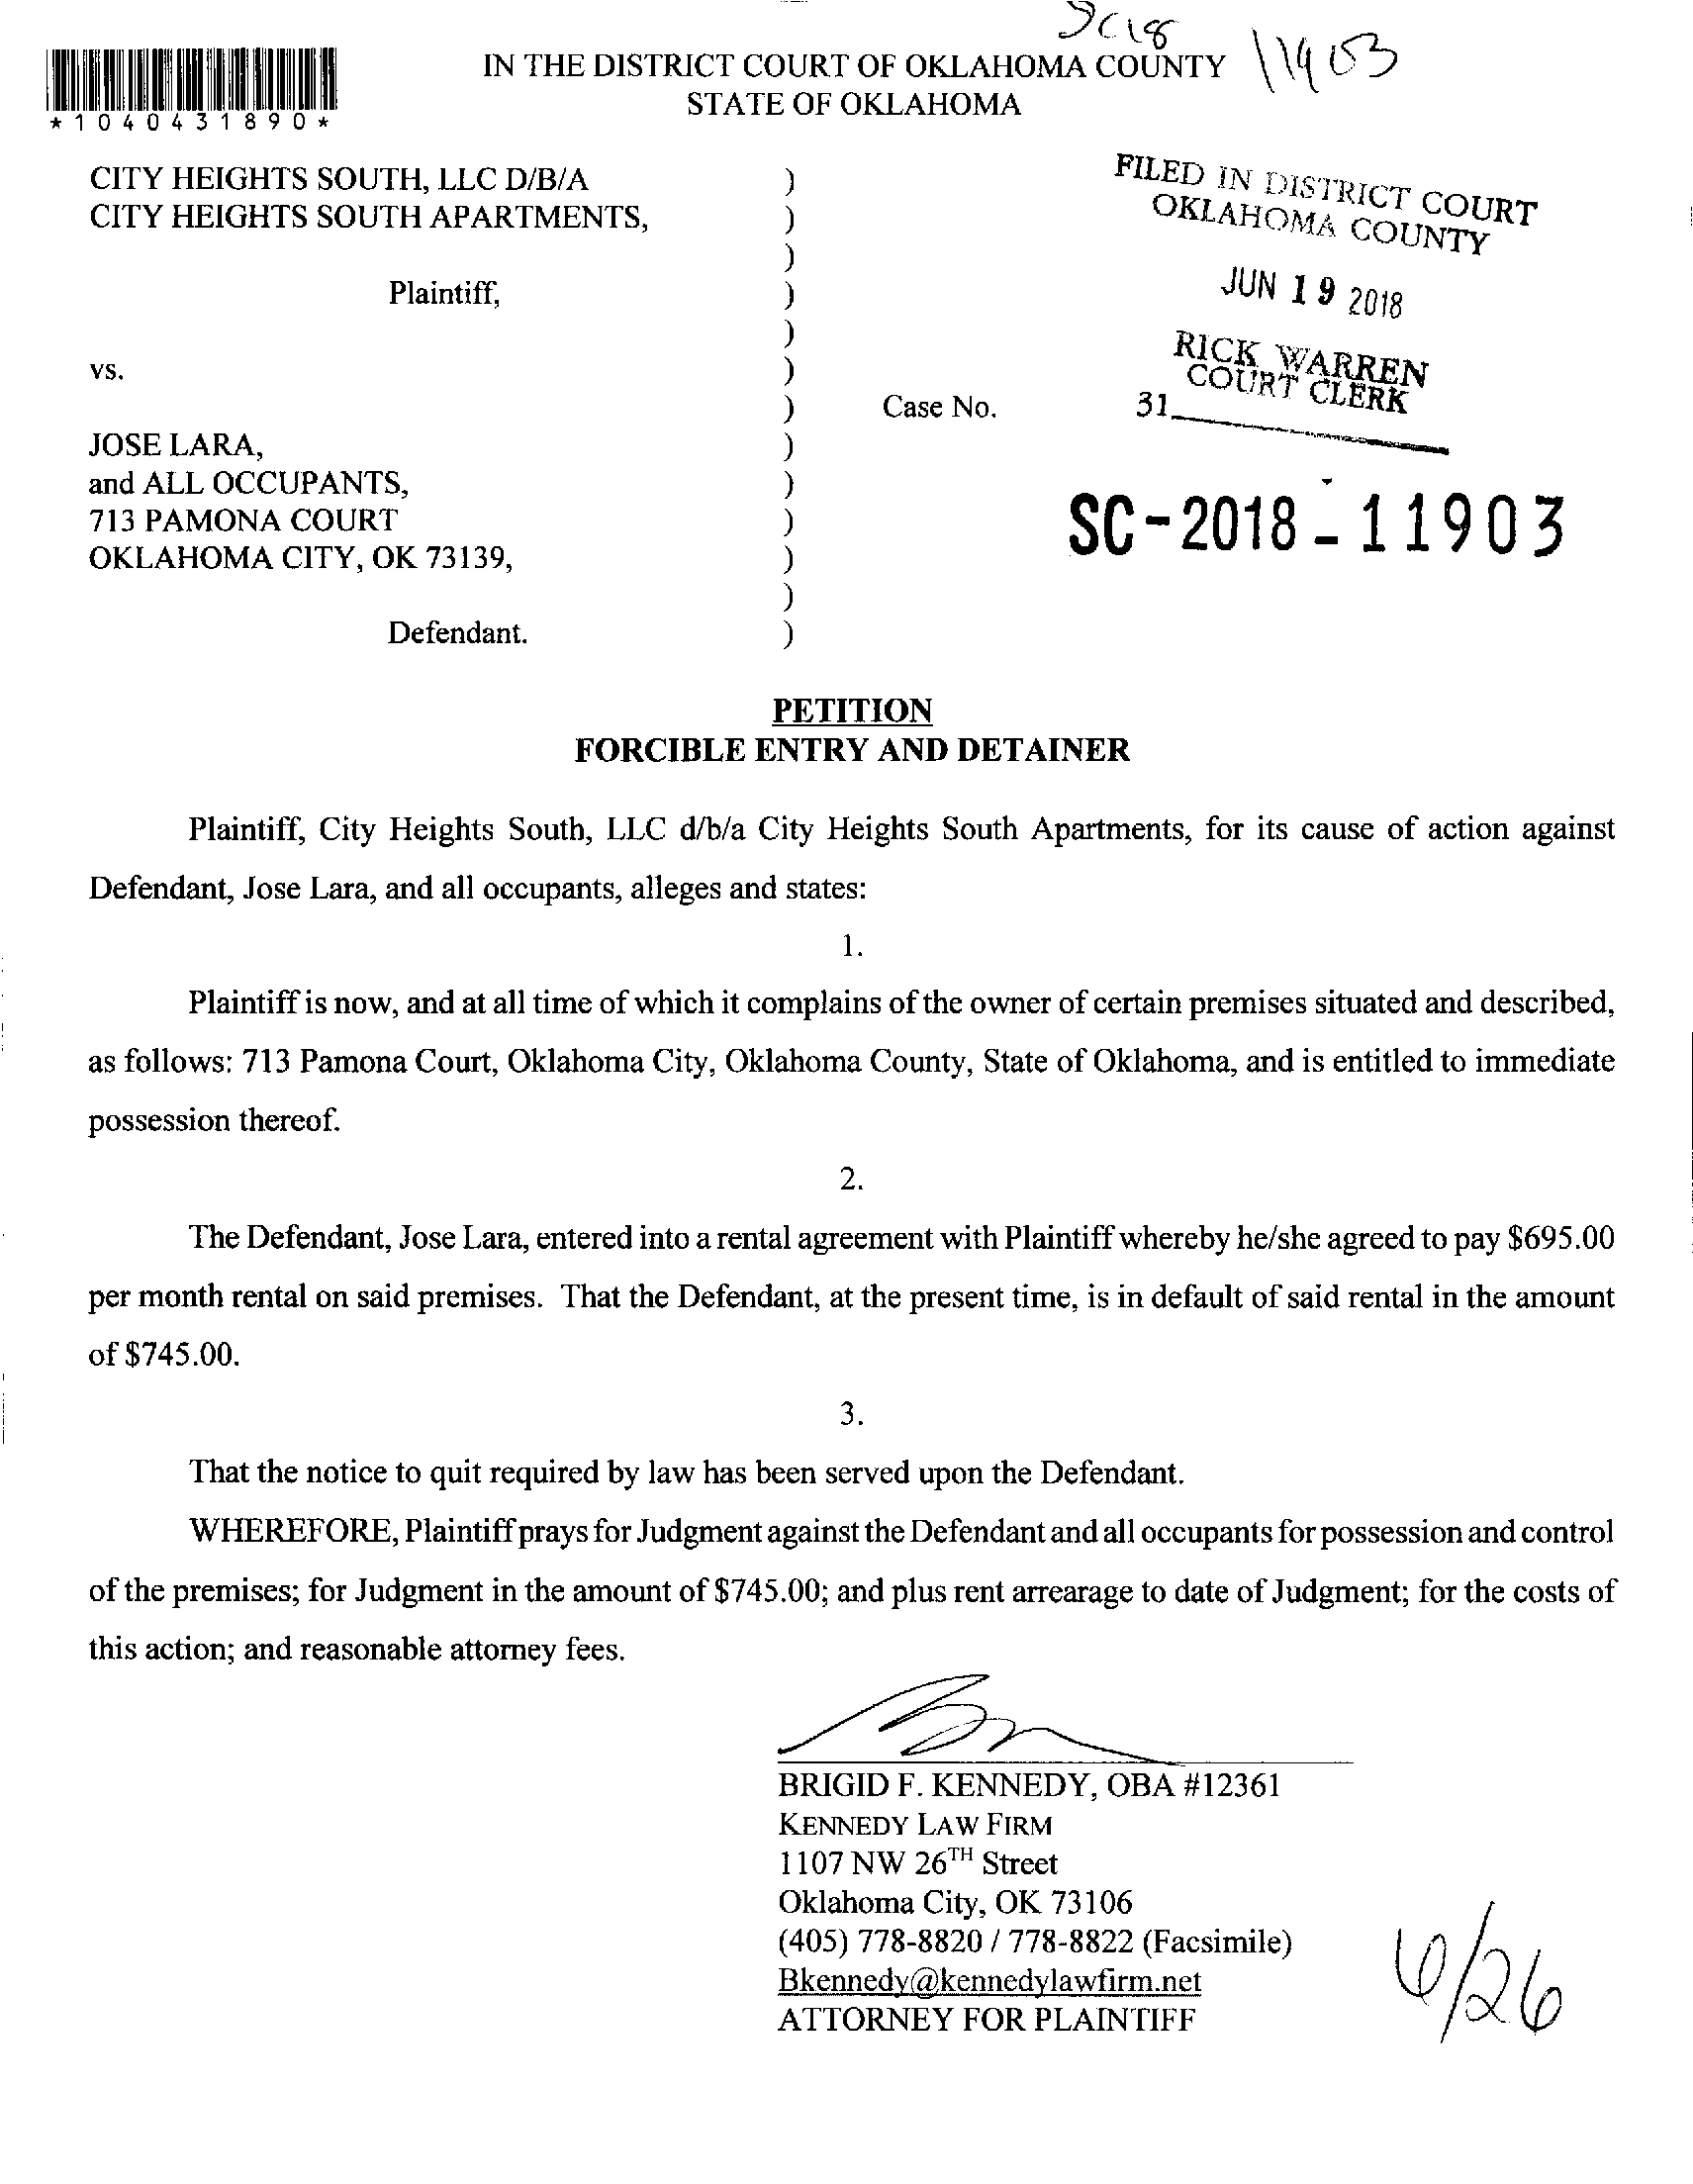 SC18 11903
IN THE DISTRICT COURT OF OKLAHOMA COUNTY
STATE OF OKLAHOMA
*1040431890*
CITY HEIGHTS SOUTH, LLC D/B/A )
CITY HEIGHTS SOUTH APARTMENTS, )
)
Plaintiff, )
)
vs. )
) Case No.
JOSE LARA, )
and ALL OCCUPANTS, )
713 PAMONA COURT )
OKLAHOMA CITY, OK 73139, )
)
Defendant. )
FILED IN DISTRICT COURT
OKLAHOMA COUNTY
JUN 19 2018
RICK WARREN
COURT CLERK
31
SC-2018-11903
PETITION
FORCIBLE ENTRY AND DETAINER
Plaintiff, City Heights South, LLC d/b/a City Heights South Apartments, for its cause of action against
Defendant, Jose Lara, and all occupants, alleges and states:
1.
Plaintiff is now, and at all time of which it complains of the owner of certain premises situated and described,
as follows: 713 Pamona Court, Oklahoma City, Oklahoma County, State of Oklahoma, and is entitled to immediate
possession thereof.
2.
The Defendant, Jose Lara, entered into a rental agreement with Plaintiff whereby he/she agreed to pay $695.00
per month rental on said premises. That the Defendant, at the present time, is in default of said rental in the amount
of $745.00.
3.
That the notice to quit required by law has been served upon the Defendant.
WHEREFORE, Plaintiff prays for Judgment against the Defendant and all occupants for possession and control
of the premises; for Judgment in the amount of $745.00; and plus rent arrearage to date of Judgment; for the costs of
this action; and reasonable attorney fees.
BRIGID F. KENNEDY, OBA #12361
KENNEDY LAW FIRM
1107 NW 26TH Street
Oklahoma City, OK 73106
(405) 778-8820 / 778-8822 (Facsimile)
Bkennedy@kennedylawfirm.net
ATTORNEY FOR PLAINTIFF
6/26